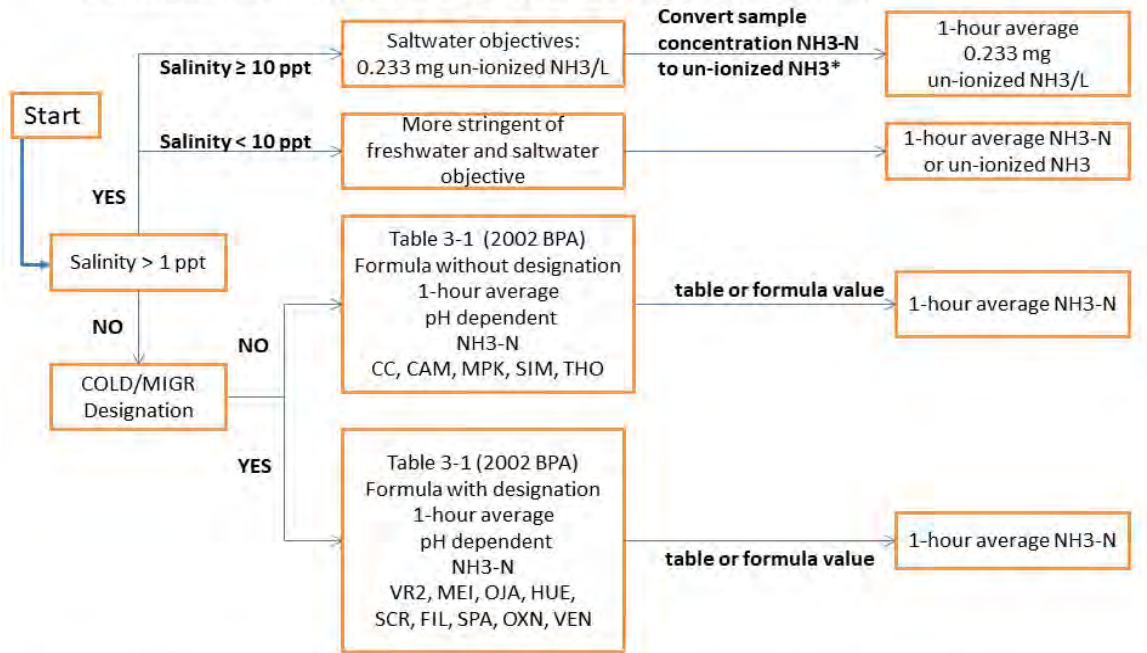 Start
Salinity > 1 ppt
YES
Salinity ≥ 10 ppt
Saltwater objectives:
0.233 mg un-ionized NH3/L
Convert sample
concentration NH3-N
to un-ionized NH3*
1-hour average
0.233 mg
un-ionized NH3/L
Salinity < 10 ppt
More stringent of
freshwater and saltwater
objective
1-hour average NH3-N
or un-ionized NH3
NO
COLD/MIGR
Designation
NO
Table 3-1 (2002 BPA)
Formula without designation
1-hour average
pH dependent
NH3-N
CC, CAM, MPK, SIM, THO
table or formula value
1-hour average NH3-N
YES
Table 3-1 (2002 BPA)
Formula with designation
1-hour average
pH dependent
NH3-N
VR2, MEI, OJA, HUE,
SCR, FIL, SPA, OXN, VEN
table or formula value
1-hour average NH3-N